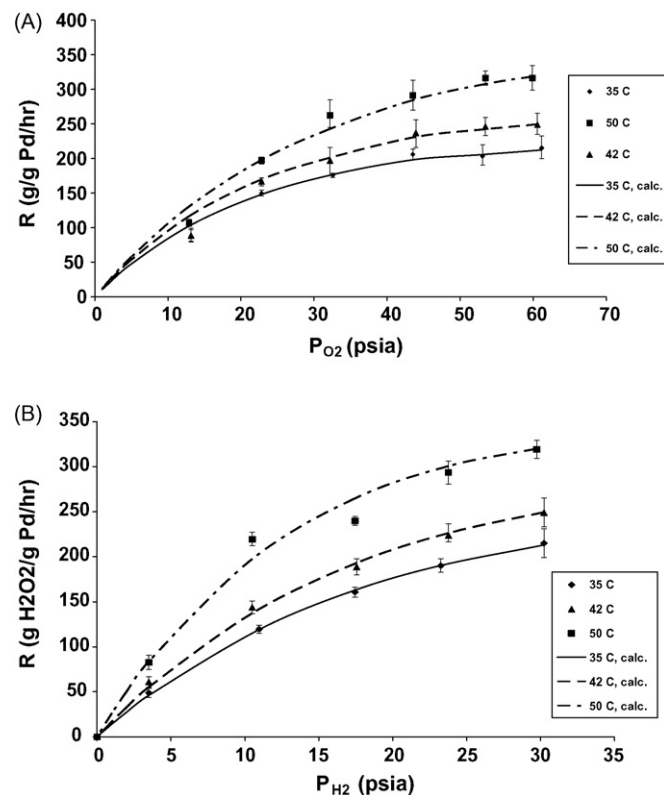 (A)
400
350
300
250
200
150
100
50
0
R (g/g Pd/hr)
0 10 20 30 40 50 60 70
P_O2 (psia)
35 C
50 C
42 C
35 C, calc.
42 C, calc.
50 C, calc.
(B)
350
300
250
200
150
100
50
0
R (g H2O2/g Pd/hr)
0 5 10 15 20 25 30 35
P_H2 (psia)
35 C
42 C
50 C
35 C, calc.
42 C, calc.
50 C, calc.